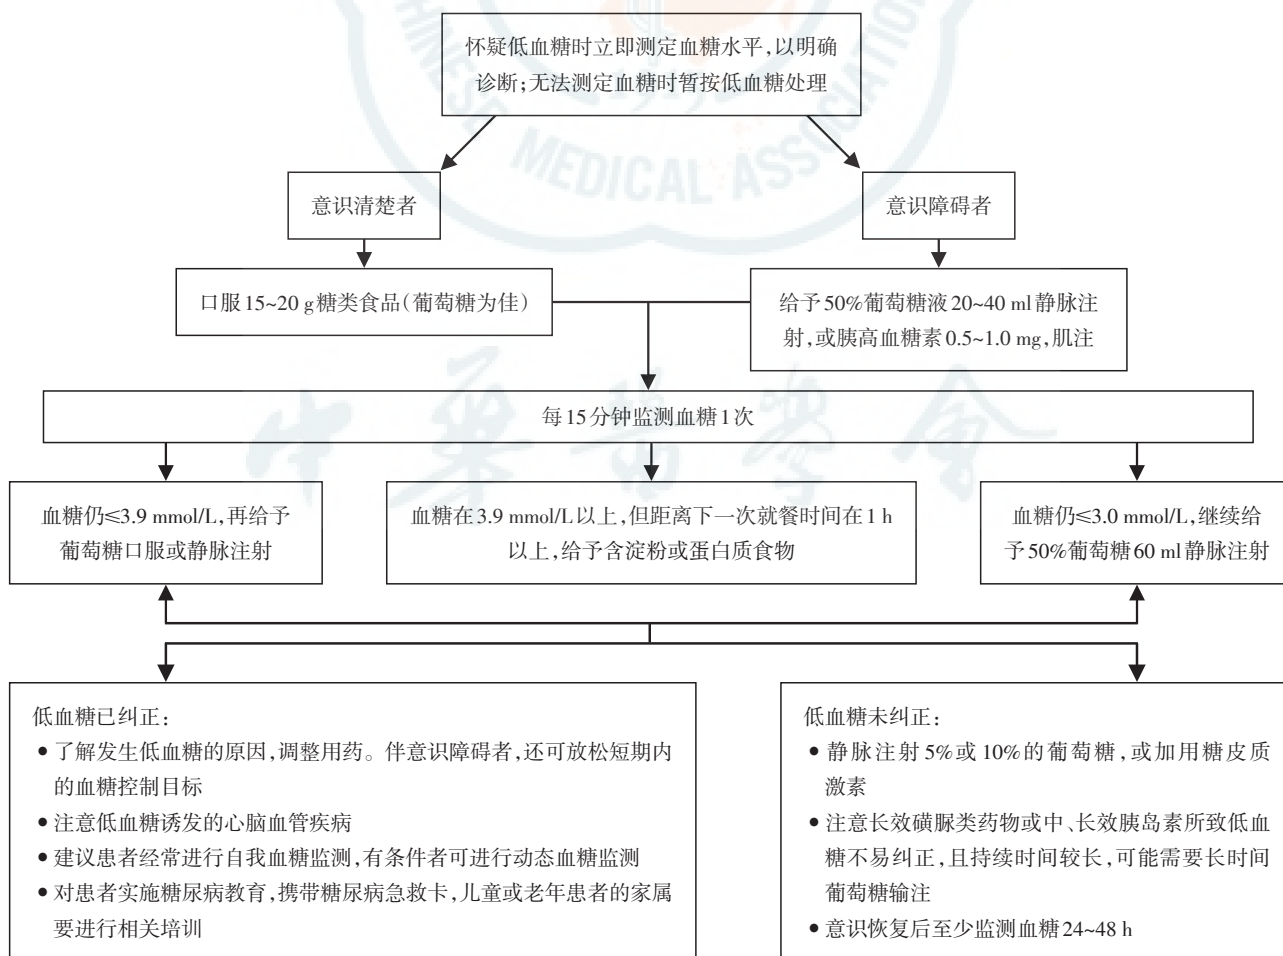 怀疑低血糖时立即测定血糖水平,以明确
诊断;无法测定血糖时暂按低血糖处理
意识清楚者
意识障碍者
口服15~20 g糖类食品(葡萄糖为佳)
给予50%葡萄糖液20~40 ml静脉注
射,或胰高血糖素0.5~1.0 mg,肌注
每15分钟监测血糖1次
血糖仍≤3.9 mmol/L,再给予
葡萄糖口服或静脉注射
血糖在3.9 mmol/L以上,但距离下一次就餐时间在1 h
以上,给予含淀粉或蛋白质食物
血糖仍≤3.0 mmol/L,继续给
予50%葡萄糖60 ml静脉注射
低血糖已纠正:
•了解发生低血糖的原因,调整用药。伴意识障碍者,还可放松短期内
的血糖控制目标
•注意低血糖诱发的心脑血管疾病
•建议患者经常进行自我血糖监测,有条件者可进行动态血糖监测
•对患者实施糖尿病教育,携带糖尿病急救卡,儿童或老年患者的家属
要进行相关培训
低血糖未纠正:
•静脉注射5%或10%的葡萄糖,或加用糖皮质
激素
•注意长效磺脲类药物或中、长效胰岛素所致低血
糖不易纠正,且持续时间较长,可能需要长时间
葡萄糖输注
•意识恢复后至少监测血糖24~48 h
HINESE MEDICAL ASSOCIATION
中华医学会